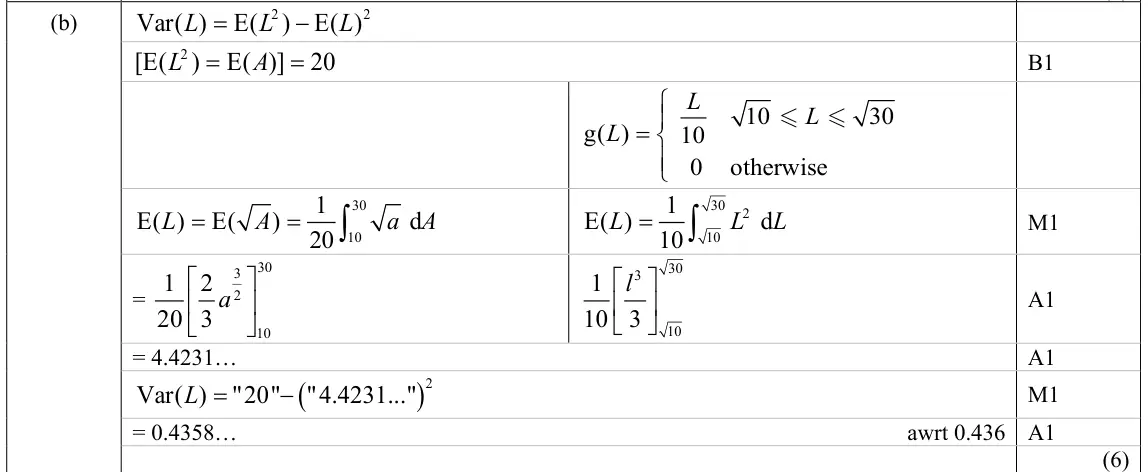 (b) Var(L) = E(L²) − E(L)²
[E(L²) = E(A)] = 20 B1
g(L) = { L/10 √10 ⩽ L ⩽ √30
0 otherwise
E(L) = E(√A) = 1/20 ∫₁₀³⁰ √a dA E(L) = 1/10 ∫_√10^√30 L² dL M1
= 1/20 [2/3 a^(3/2)]₁₀³⁰ 1/10 [l³/3]_√10^√30 A1
= 4.4231… A1
Var(L) = "20" − ("4.4231...")² M1
= 0.4358… awrt 0.436 A1
(6)